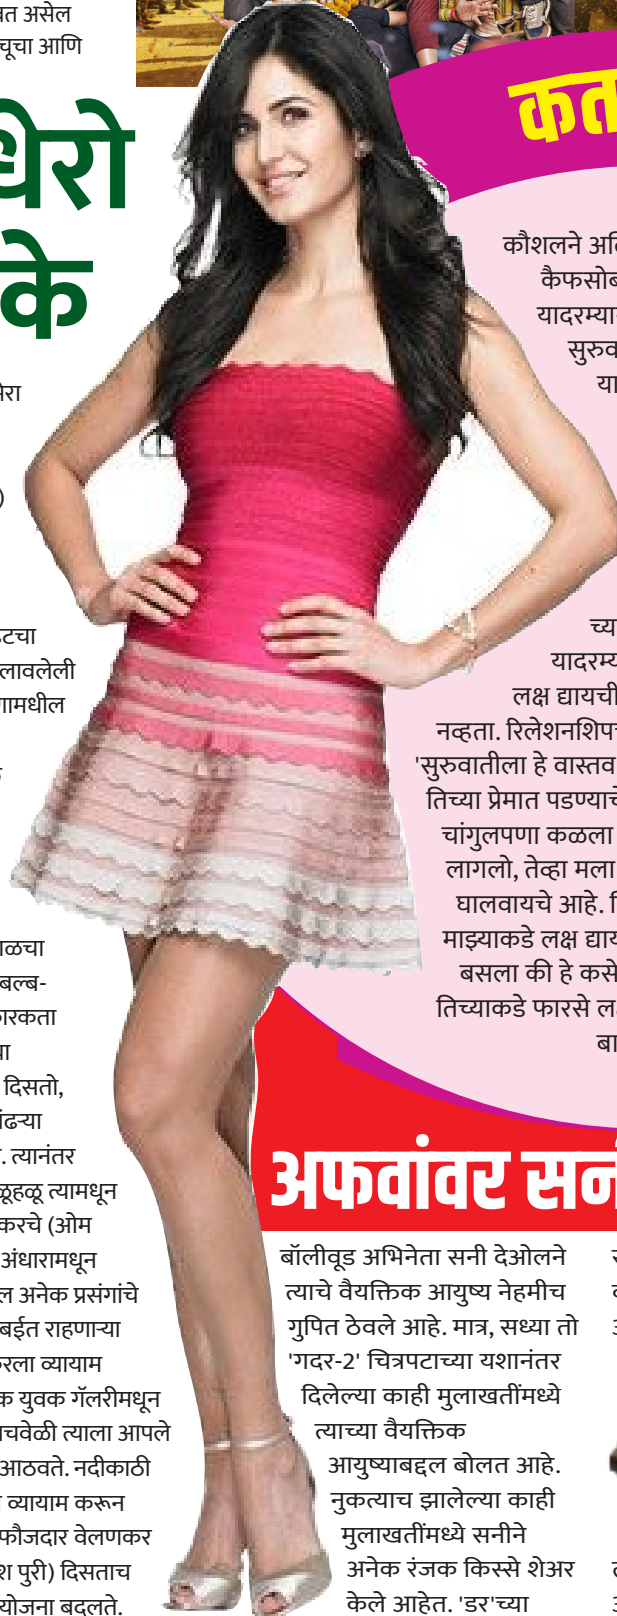 वत असेल
चूचा आणि
धेरो
के
मेरा
टचा
लावलेली
गामधील
ाळचा
बल्ब-
गरकता
या
दिसतो,
ांढऱ्या
. त्यानंतर
ळूहळू त्यामधून
करचे (ओम
अंधारामधून
ल अनेक प्रसंगांचे
बईत राहणाऱ्या
करला व्यायाम
क युवक गॅलरीमधून
ाचवेळी त्याला आपले
आठवते. नदीकाठी
व्यायाम करून
फौजदार वेलणकर
श पुरी) दिसताच
योजना बदलते.
कत
कौशलने अ
कैफसोब
यादरम्या
सुरुव
या
च्य
यादरम्य
लक्ष द्यायची
नव्हता. रिलेशनशिप
'सुरुवातीला हे वास्तव
तिच्या प्रेमात पडण्याचे
चांगुलपणा कळला
लागलो, तेव्हा मला
घालवायचे आहे. 
माझ्याकडे लक्ष द्या
बसला की हे कसे
तिच्याकडे फारसे ल
बा
अफवांवर सनी
बॉलीवूड अभिनेता सनी देओलने
त्याचे वैयक्तिक आयुष्य नेहमीच
गुपित ठेवले आहे. मात्र, सध्या तो
'गदर-2' चित्रपटाच्या यशानंतर
दिलेल्या काही मुलाखतींमध्ये
त्याच्या वैयक्तिक
आयुष्याबद्दल बोलत आहे.
नुकत्याच झालेल्या काही
मुलाखतींमध्ये सनीने
अनेक रंजक किस्से शेअर
केले आहेत. 'डर'च्या